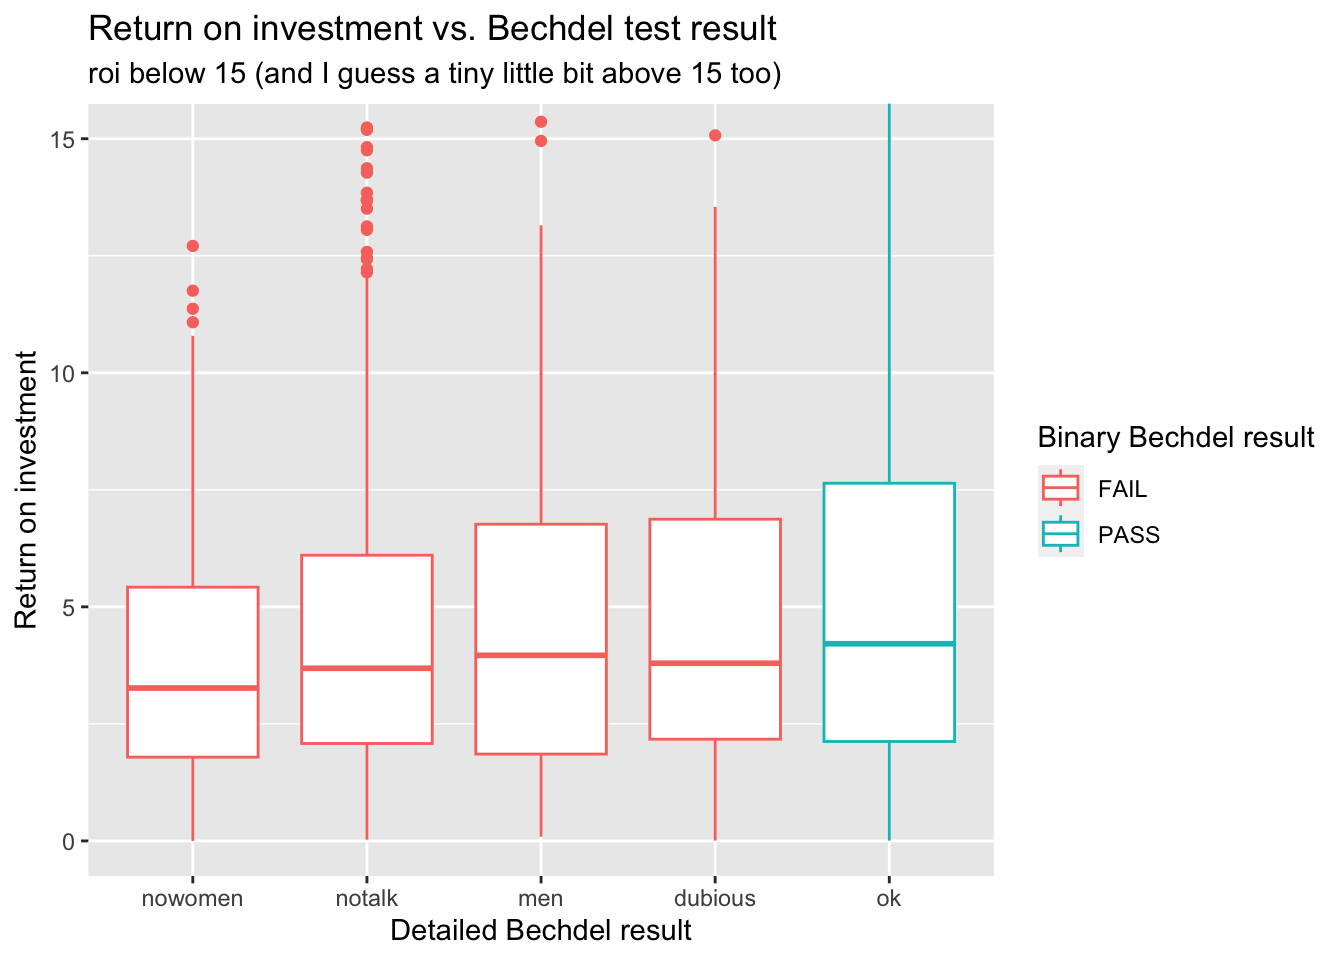 Return on investment vs. Bechdel test result
roi below 15 (and I guess a tiny little bit above 15 too)
Return on investment
15
10
5
0
nowomen
notalk
men
dubious
ok
Detailed Bechdel result
Binary Bechdel result
FAIL
PASS